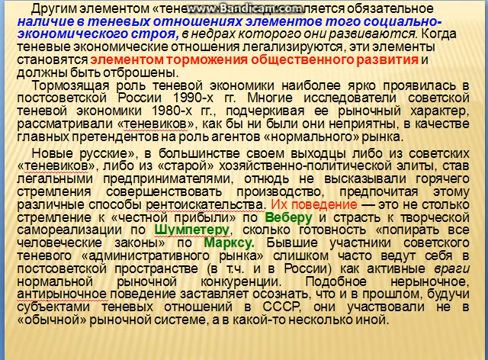 www.Bandicam.com
Другим элементом «тене является обязательное
наличие в теневых отношениях элементов того социально-
экономического строя, в недрах которого они развиваются. Когда
теневые экономические отношения легализируются, эти элементы
становятся элементом торможения общественного развития и
должны быть отброшены.
Тормозящая роль теневой экономики наиболее ярко проявилась в
постсоветской России 1990-х гг. Многие исследователи советской
теневой экономики 1980-х гг., подчеркивая ее рыночный характер,
рассматривали «теневиков», как бы ни были они неприятны, в качестве
главных претендентов на роль агентов «нормального» рынка.
Новые русские», в большинстве своем выходцы либо из советских
«теневиков», либо из «старой» хозяйственно-политической элиты, став
легальными предпринимателями, отнюдь не высказывали горячего
стремления совершенствовать производство, предпочитая этому
различные способы рентоискательства. Их поведение — это не столько
стремление к «честной прибыли» по Веберу и страсть к творческой
самореализации по Шумпетеру, сколько готовность «попирать все
человеческие законы» по Марксу. Бывшие участники советского
теневого «административного рынка» слишком часто ведут себя в
постсоветском пространстве (в т.ч. и в России) как активные враги
нормальной рыночной конкуренции. Подобное нерыночное,
антирыночное поведение заставляет осознать, что и в прошлом, будучи
субъектами теневых отношений в СССР, они участвовали не в
«обычной» рыночной системе, а в какой-то несколько иной.